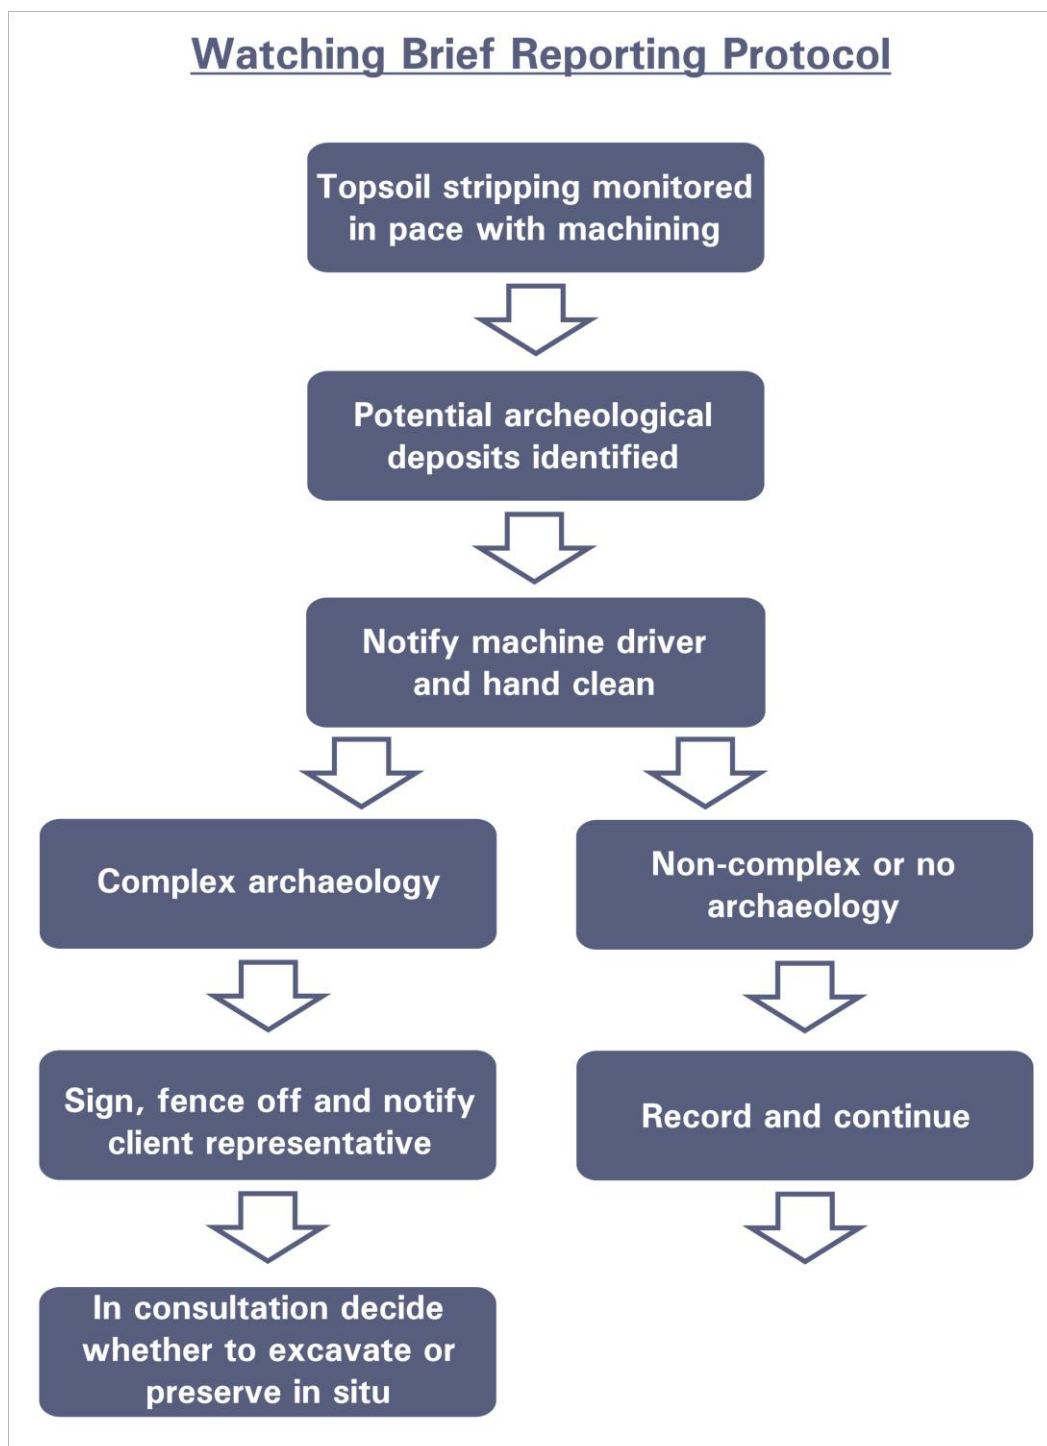 Watching Brief Reporting Protocol
Topsoil stripping monitored
in pace with machining
Potential archeological
deposits identified
Notify machine driver
and hand clean
Complex archaeology
Non-complex or no
archaeology
Sign, fence off and notify
client representative
Record and continue
In consultation decide
whether to excavate or
preserve in situ